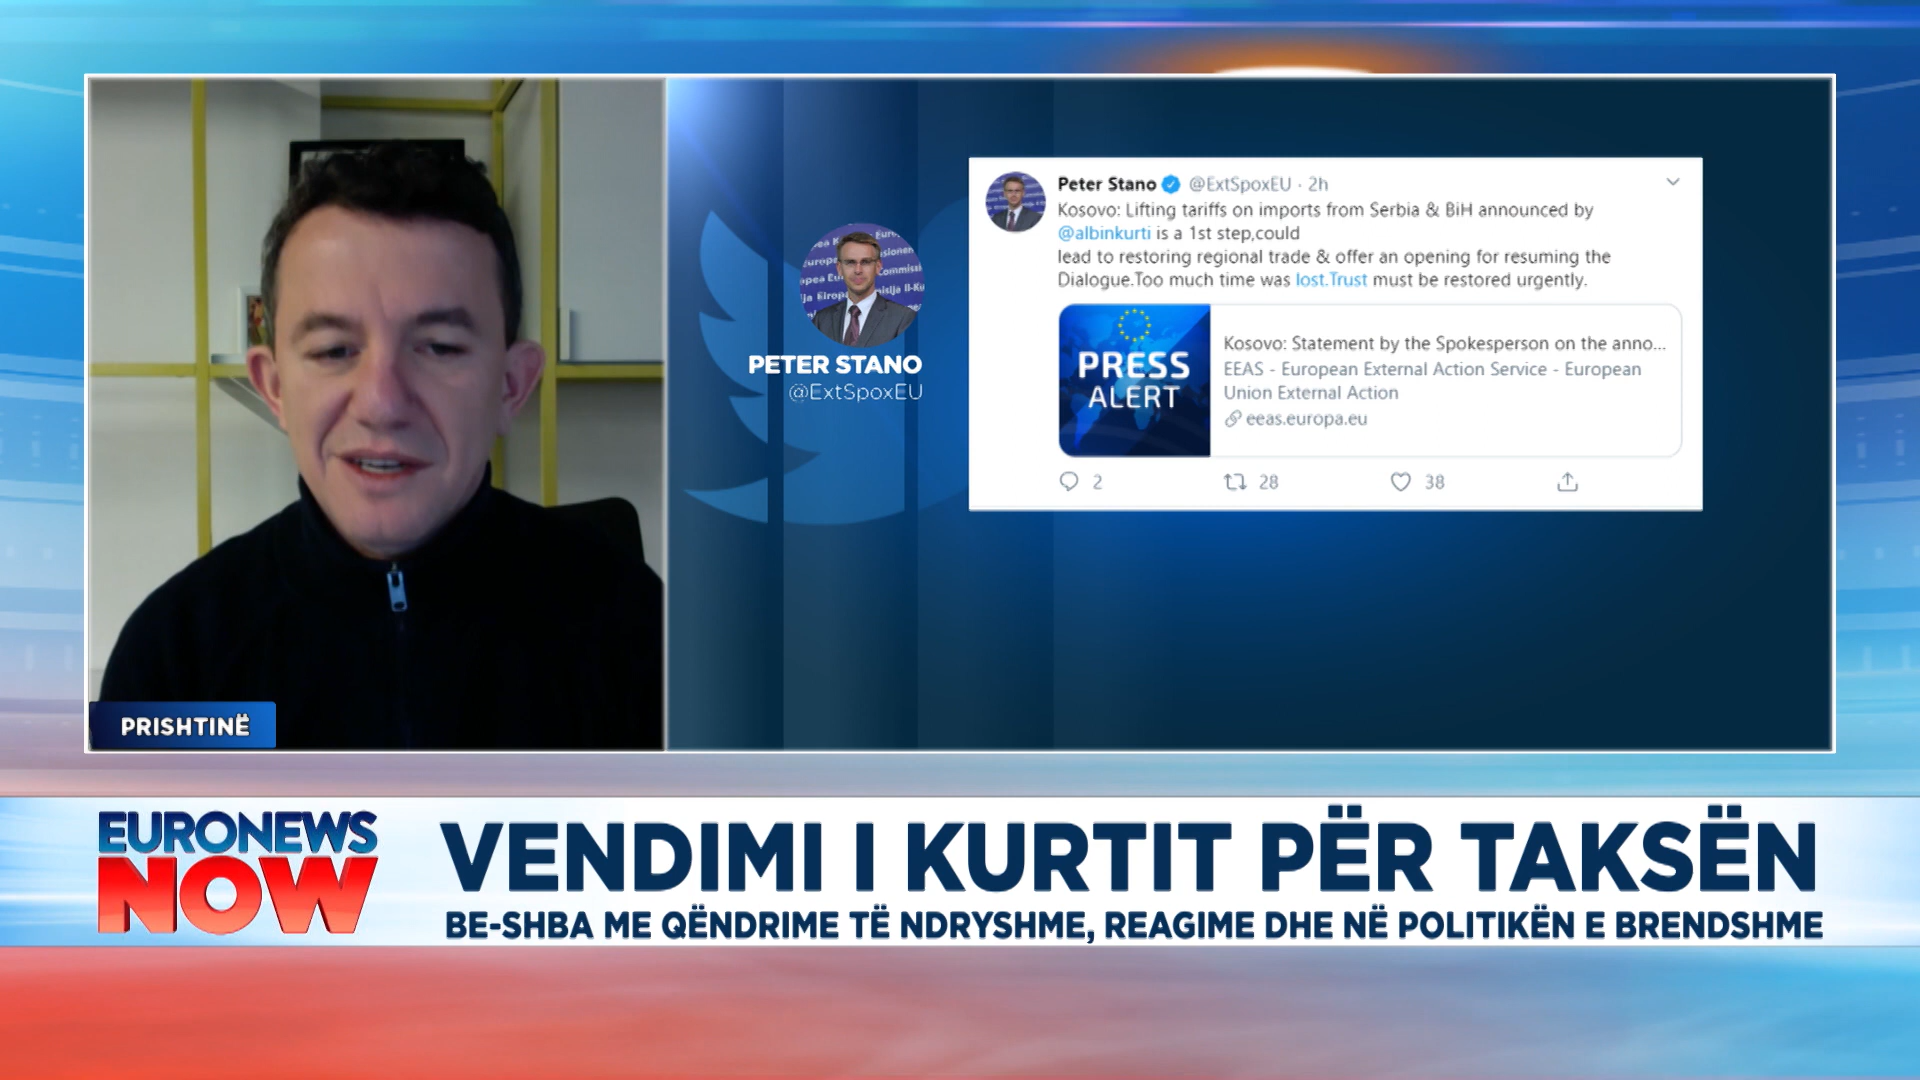 Peter Stano @ExtSpoxEU · 2h
Kosovo: Lifting tariffs on imports from Serbia & BiH announced by
@albinkurti is a 1st step,could
lead to restoring regional trade & offer an opening for resuming the
Dialogue.Too much time was lost.Trust must be restored urgently.
PRESS
ALERT
Kosovo: Statement by the Spokesperson on the anno...
EEAS - European External Action Service - European
Union External Action
eeas.europa.eu
2 28 38
PETER STANO
@ExtSpoxEU
PRISHTINË
EURONEWS
NOW
VENDIMI I KURTIT PËR TAKSËN
BE-SHBA ME QËNDRIME TË NDRYSHME, REAGIME DHE NË POLITIKËN E BRENDSHME